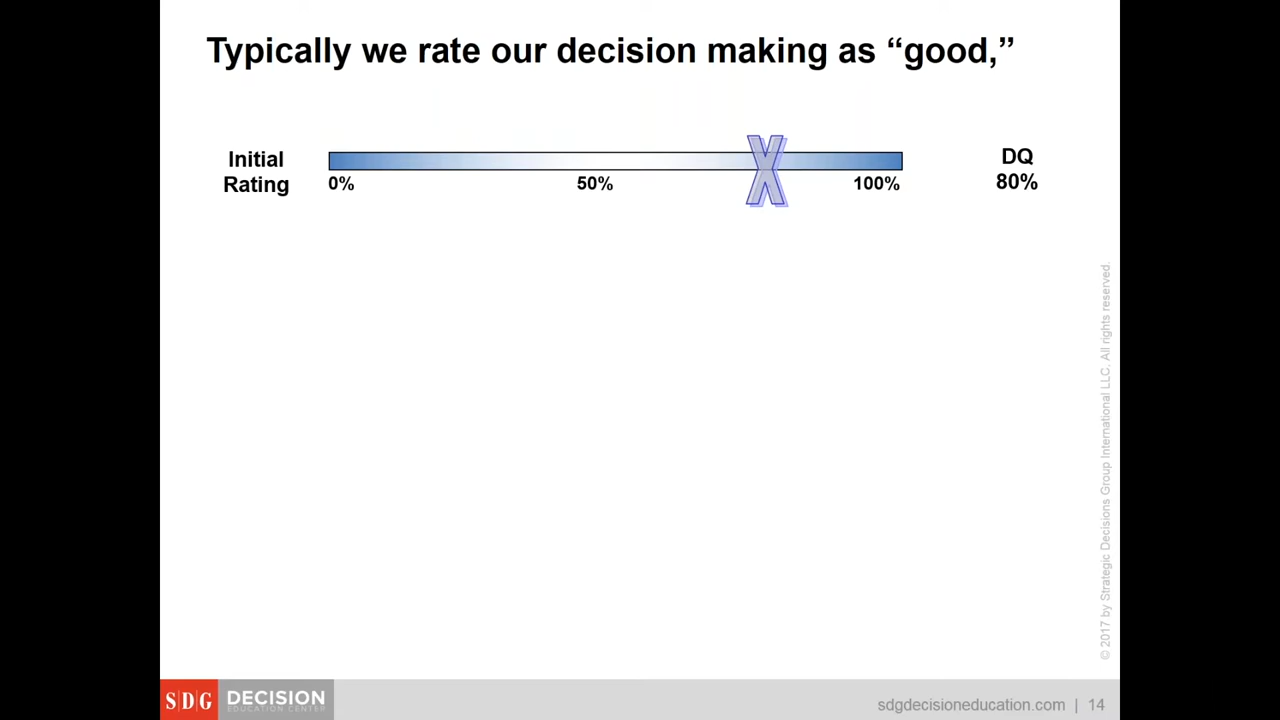 Typically we rate our decision making as “good,”
Initial
Rating
0%
50%
X
100%
DQ
80%
© 2017 by Strategic Decisions Group International LLC. All rights reserved.
SDG
DECISION
EDUCATION CENTER
sdgdecisioneducation.com | 14